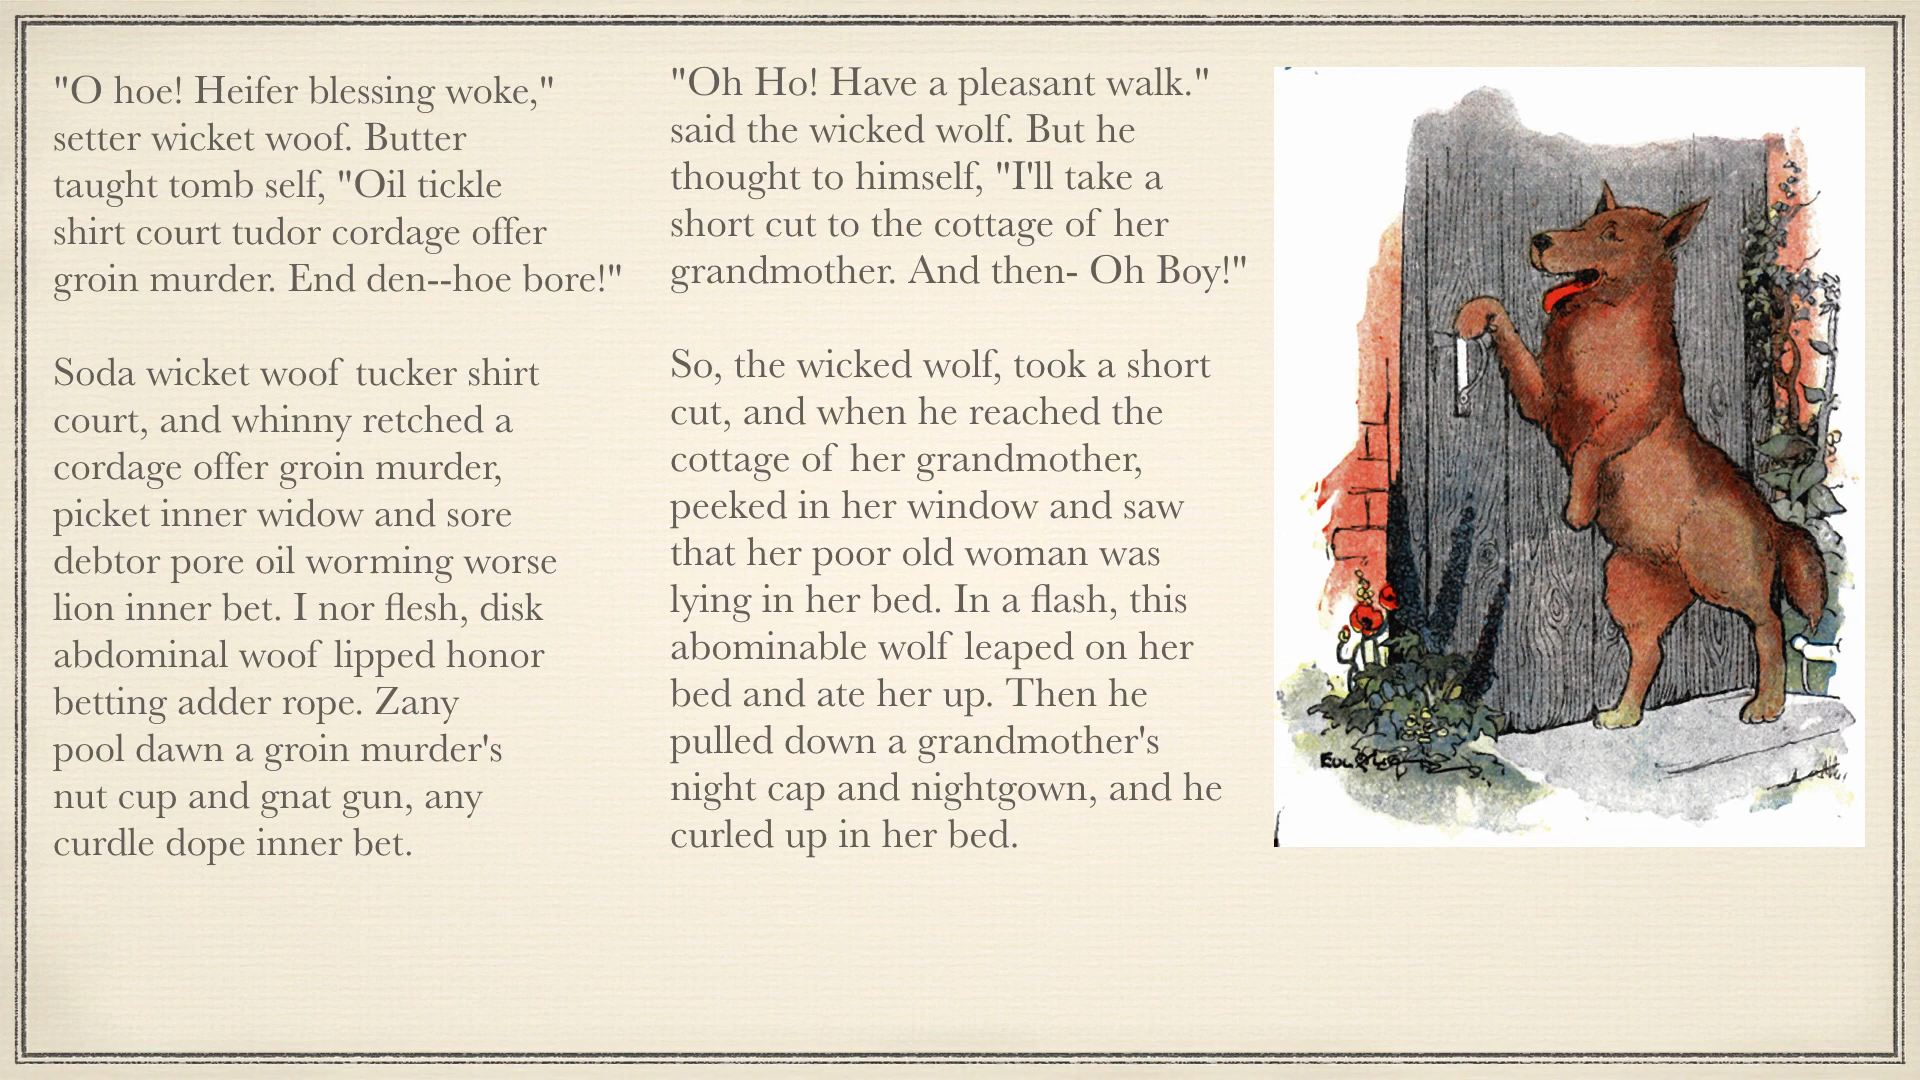 "O hoe! Heifer blessing woke,"
setter wicket woof. Butter
taught tomb self, "Oil tickle
shirt court tudor cordage offer
groin murder. End den--hoe bore!"
Soda wicket woof tucker shirt
court, and whinny retched a
cordage offer groin murder,
picket inner widow and sore
debtor pore oil worming worse
lion inner bet. I nor flesh, disk
abdominal woof lipped honor
betting adder rope. Zany
pool dawn a groin murder's
nut cup and gnat gun, any
curdle dope inner bet.
"Oh Ho! Have a pleasant walk."
said the wicked wolf. But he
thought to himself, "I'll take a
short cut to the cottage of her
grandmother. And then- Oh Boy!"
So, the wicked wolf, took a short
cut, and when he reached the
cottage of her grandmother,
peeked in her window and saw
that her poor old woman was
lying in her bed. In a flash, this
abominable wolf leaped on her
bed and ate her up. Then he
pulled down a grandmother's
night cap and nightgown, and he
curled up in her bed.